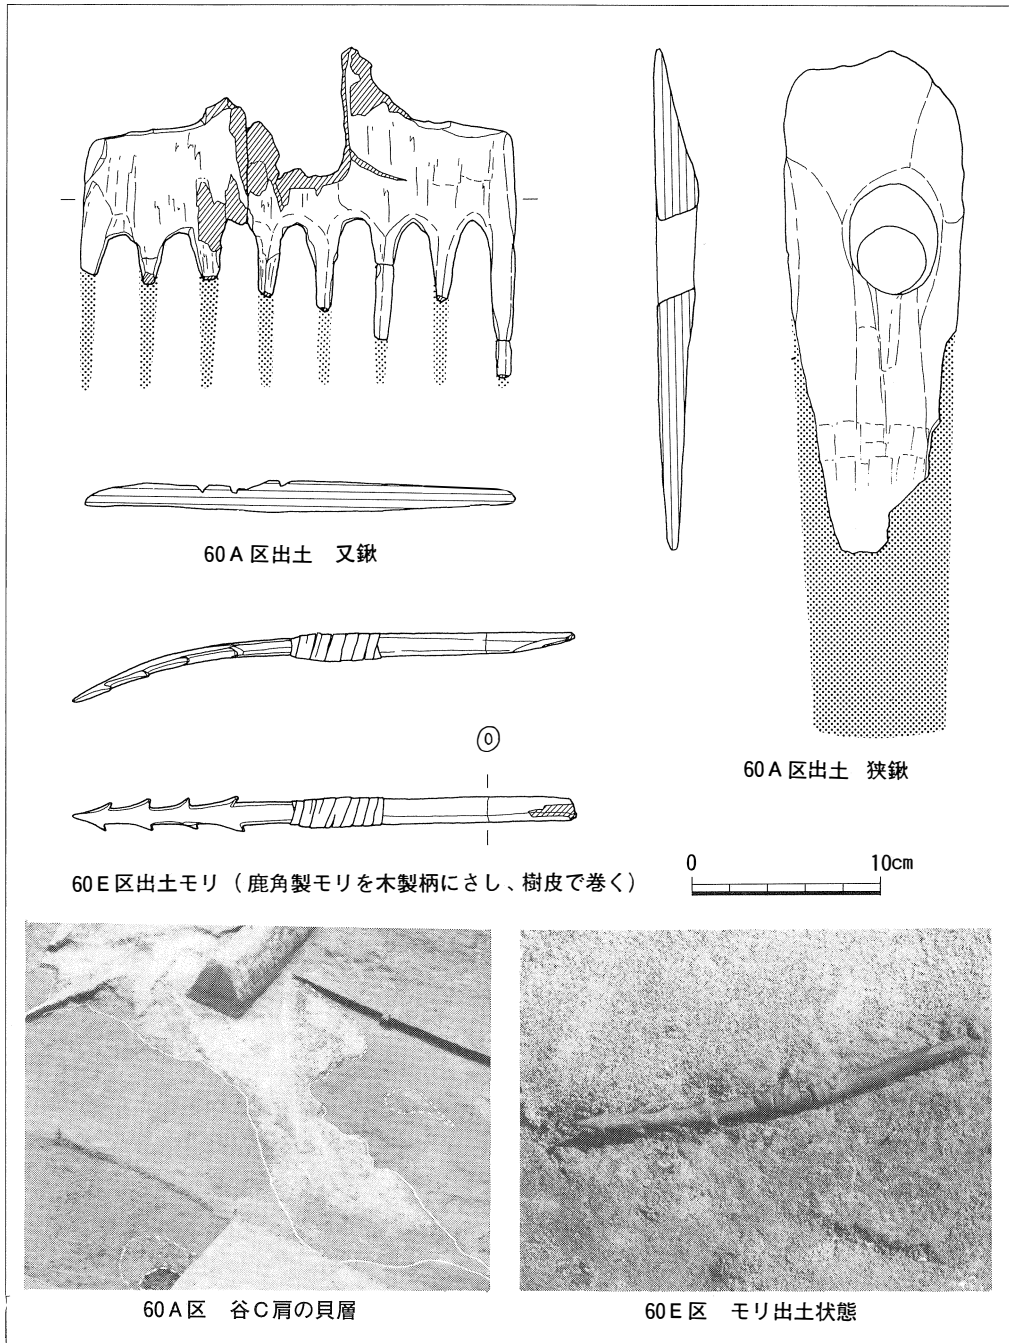 60A区出土 又鍬
60A区出土 狭鍬
60E区出土モリ（鹿角製モリを木製柄にさし、樹皮で巻く）
0 10cm
60A区 谷C肩の貝層
60E区 モリ出土状態